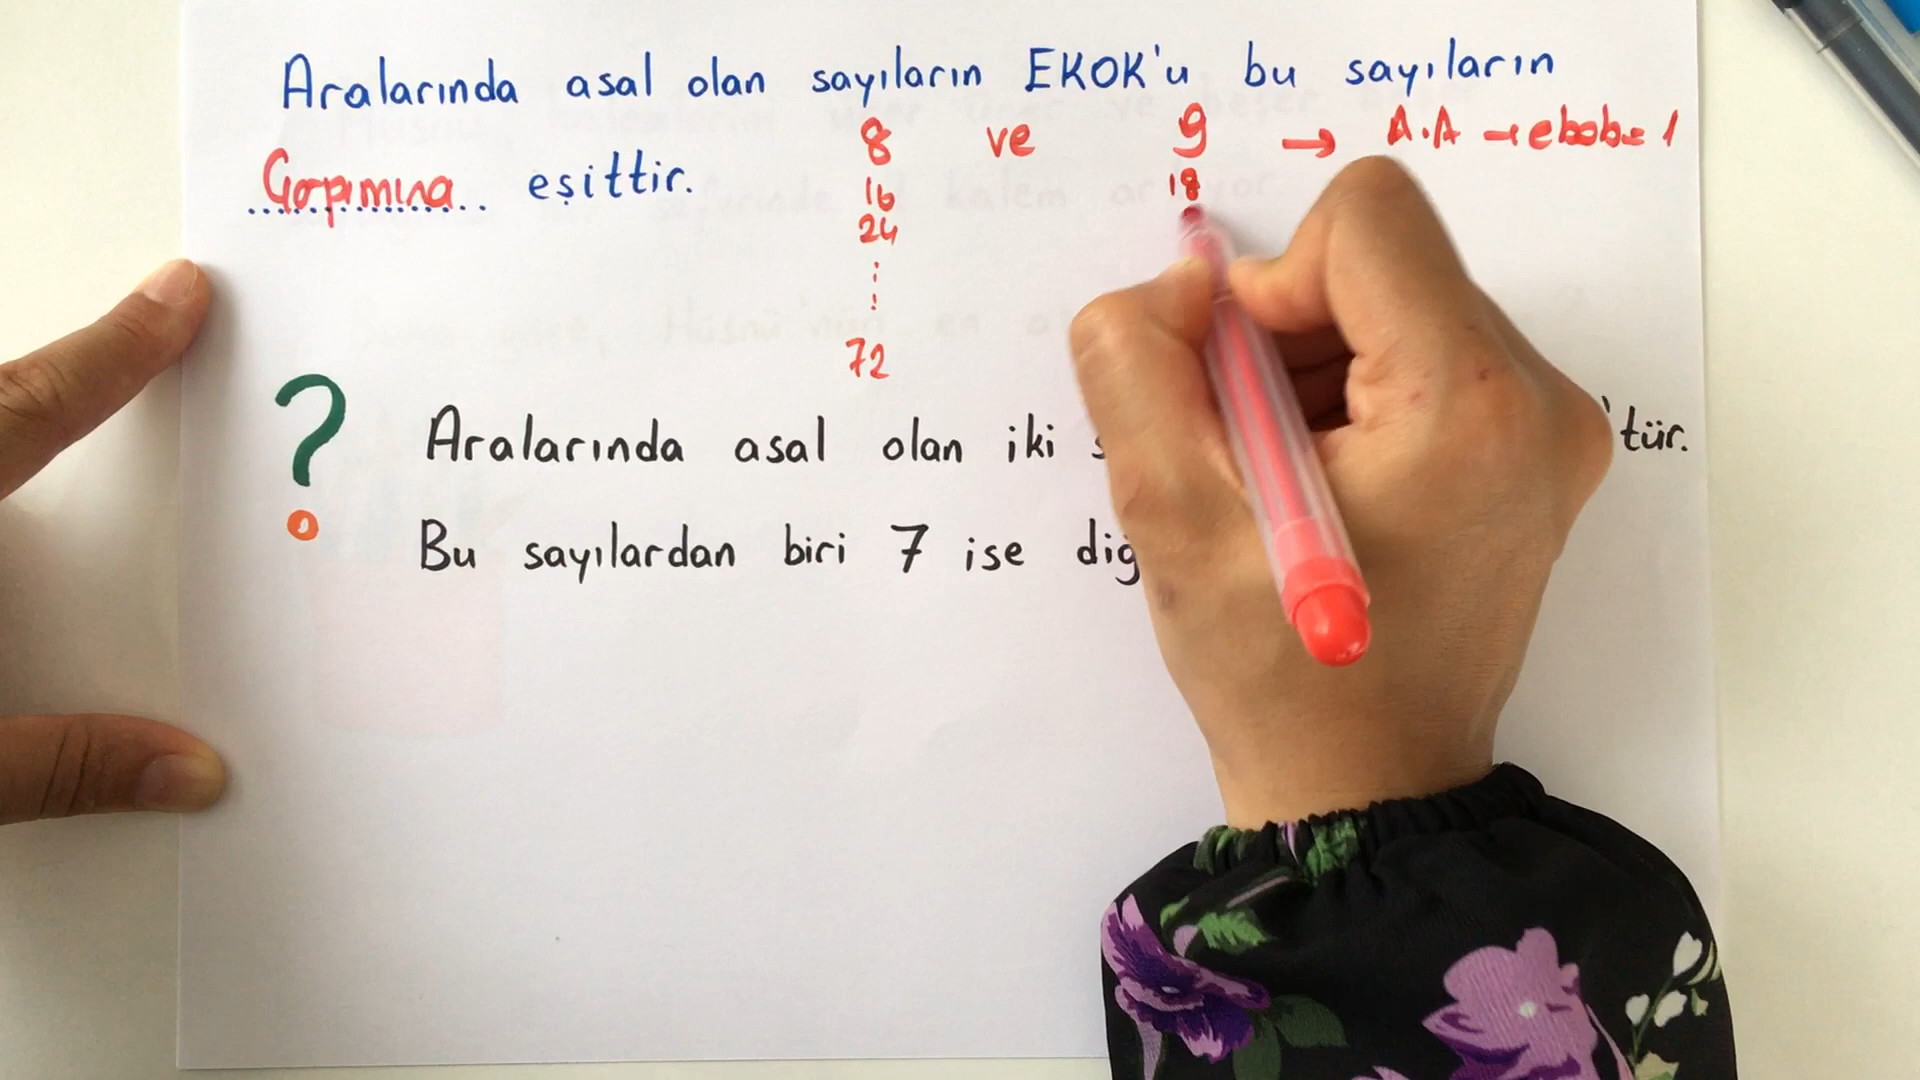 Aralarında asal olan sayıların EKOK'u bu sayıların
Çarpımına eşittir.
8 ve 9 → A.A → ebob=1
16 18
24
72
? Aralarında asal olan iki 'tür.
Bu sayılardan biri 7 ise